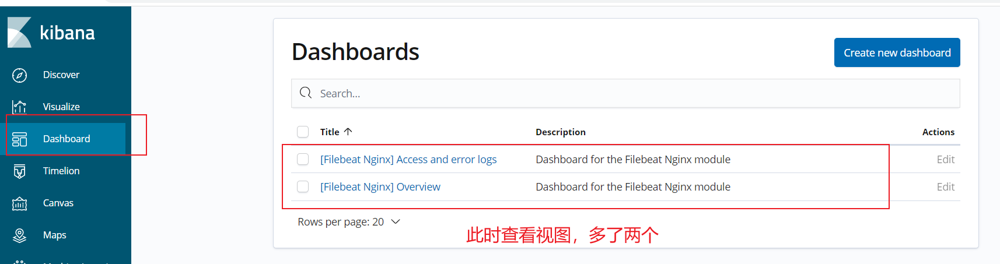 kibana
Discover
Visualize
Dashboard
Timelion
Canvas
Maps
Dashboards
Create new dashboard
Search...
Title
Description
Actions
[Filebeat Nginx] Access and error logs
Dashboard for the Filebeat Nginx module
Edit
[Filebeat Nginx] Overview
Dashboard for the Filebeat Nginx module
Edit
Rows per page: 20
此时查看视图，多了两个